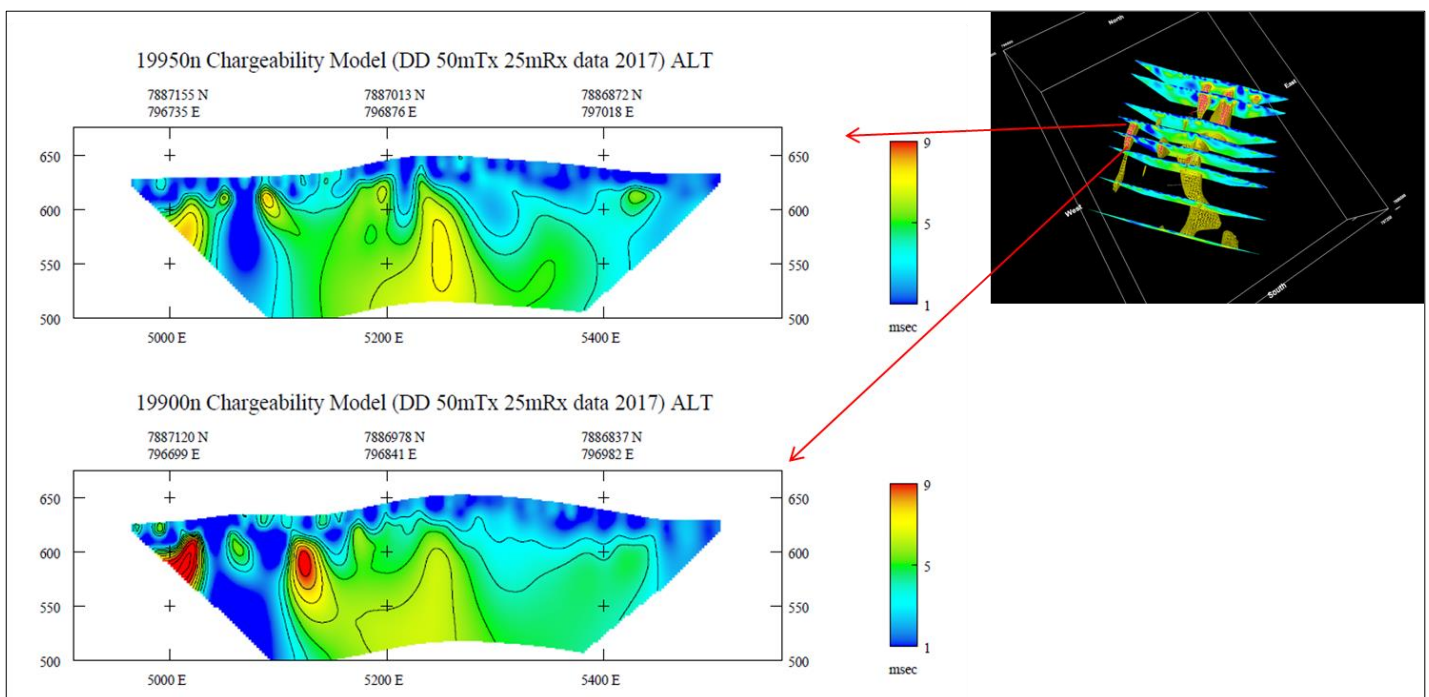 19950n Chargeability Model (DD 50mTx 25mRx data 2017) ALT
7887155 N 7887013 N 7886872 N
796735 E 796876 E 797018 E
650 650
600 600
550 550
500 500
5000 E 5200 E 5400 E
9
5
1
msec
North
East
West
South
19900n Chargeability Model (DD 50mTx 25mRx data 2017) ALT
7887120 N 7886978 N 7886837 N
796699 E 796841 E 796982 E
650 650
600 600
550 550
500 500
5000 E 5200 E 5400 E
9
5
1
msec